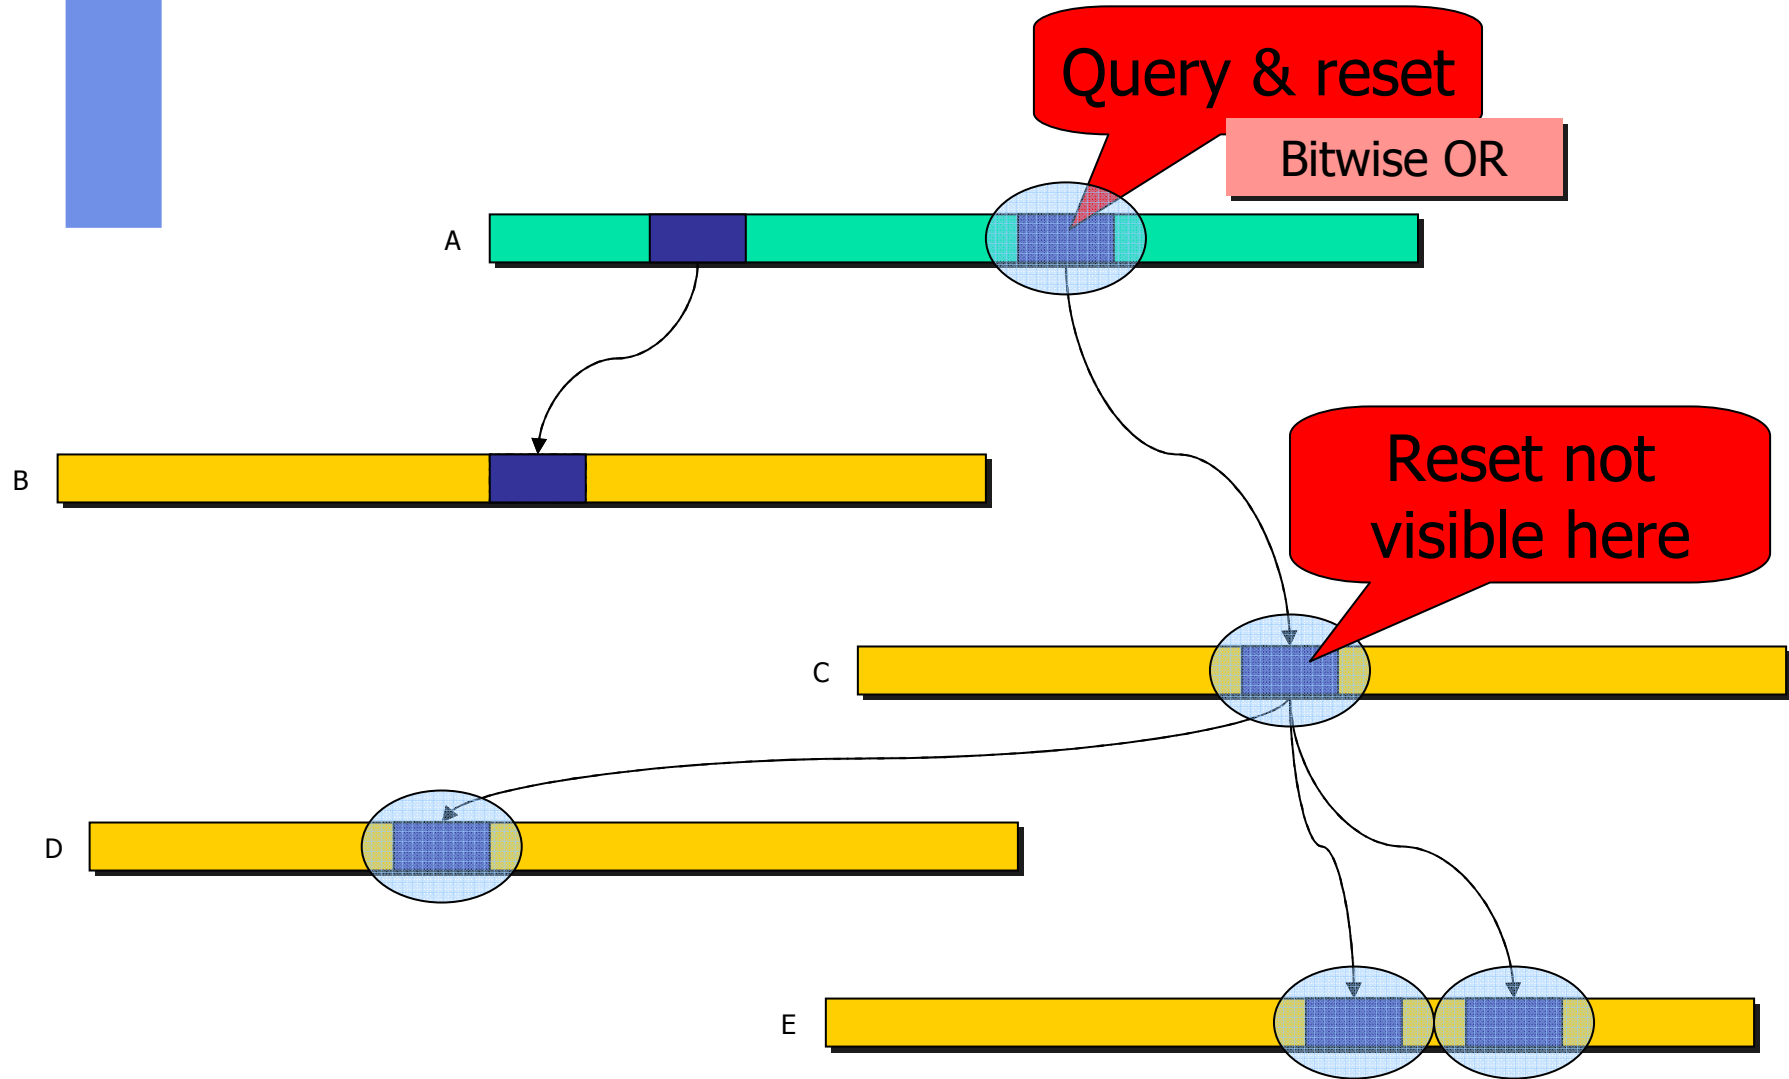 Query & reset
Bitwise OR
A
B
Reset not
visible here
C
D
E